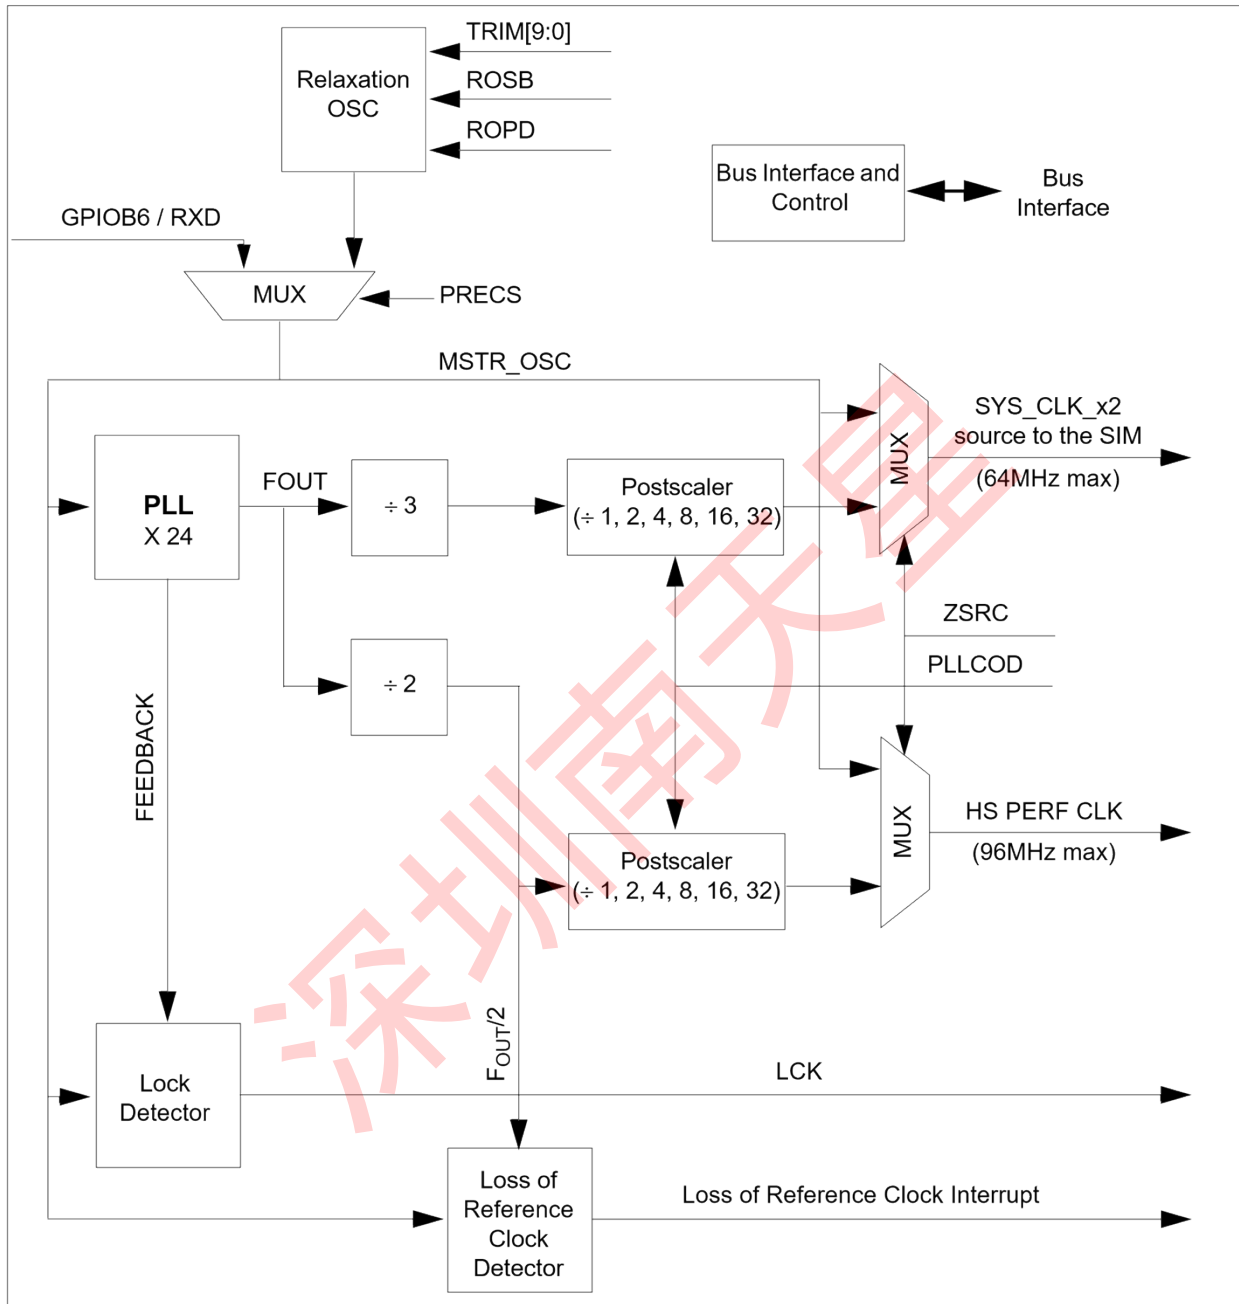 TRIM[9:0]
Relaxation
OSC
ROSB
ROPD
Bus Interface and
Control
Bus
Interface
GPIOB6 / RXD
MUX
PRECS
MSTR_OSC
SYS_CLK_x2
source to the SIM
(64MHz max)
MUX
PLL
X 24
FOUT
÷ 3
Postscaler
(÷ 1, 2, 4, 8, 16, 32)
ZSRC
PLLCOD
÷ 2
FEEDBACK
MUX
HS PERF CLK
(96MHz max)
Postscaler
(÷ 1, 2, 4, 8, 16, 32)
FOUT/2
Lock
Detector
LCK
Loss of
Reference
Clock
Detector
Loss of Reference Clock Interrupt
深圳南天星